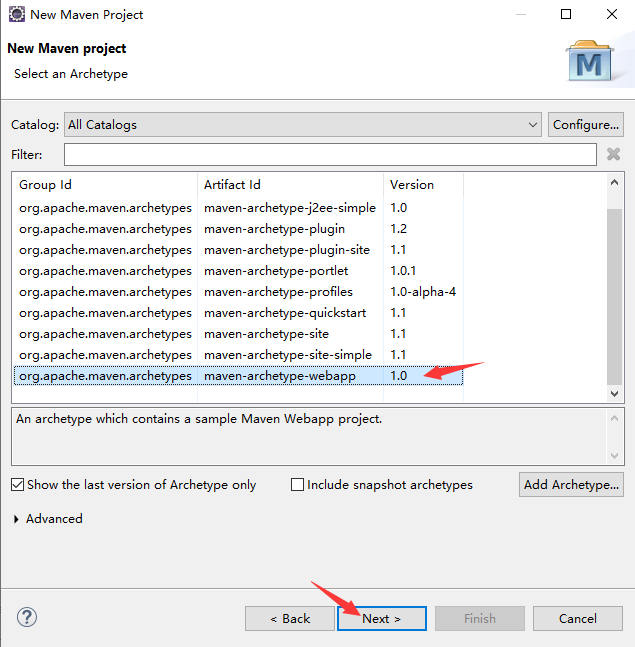 New Maven Project
New Maven project
Select an Archetype
M
Catalog: All Catalogs Configure...
Filter:
Group Id Artifact Id Version
org.apache.maven.archetypes maven-archetype-j2ee-simple 1.0
org.apache.maven.archetypes maven-archetype-plugin 1.2
org.apache.maven.archetypes maven-archetype-plugin-site 1.1
org.apache.maven.archetypes maven-archetype-portlet 1.0.1
org.apache.maven.archetypes maven-archetype-profiles 1.0-alpha-4
org.apache.maven.archetypes maven-archetype-quickstart 1.1
org.apache.maven.archetypes maven-archetype-site 1.1
org.apache.maven.archetypes maven-archetype-site-simple 1.1
org.apache.maven.archetypes maven-archetype-webapp 1.0
An archetype which contains a sample Maven Webapp project.
Show the last version of Archetype only Include snapshot archetypes Add Archetype...
Advanced
? < Back Next > Finish Cancel